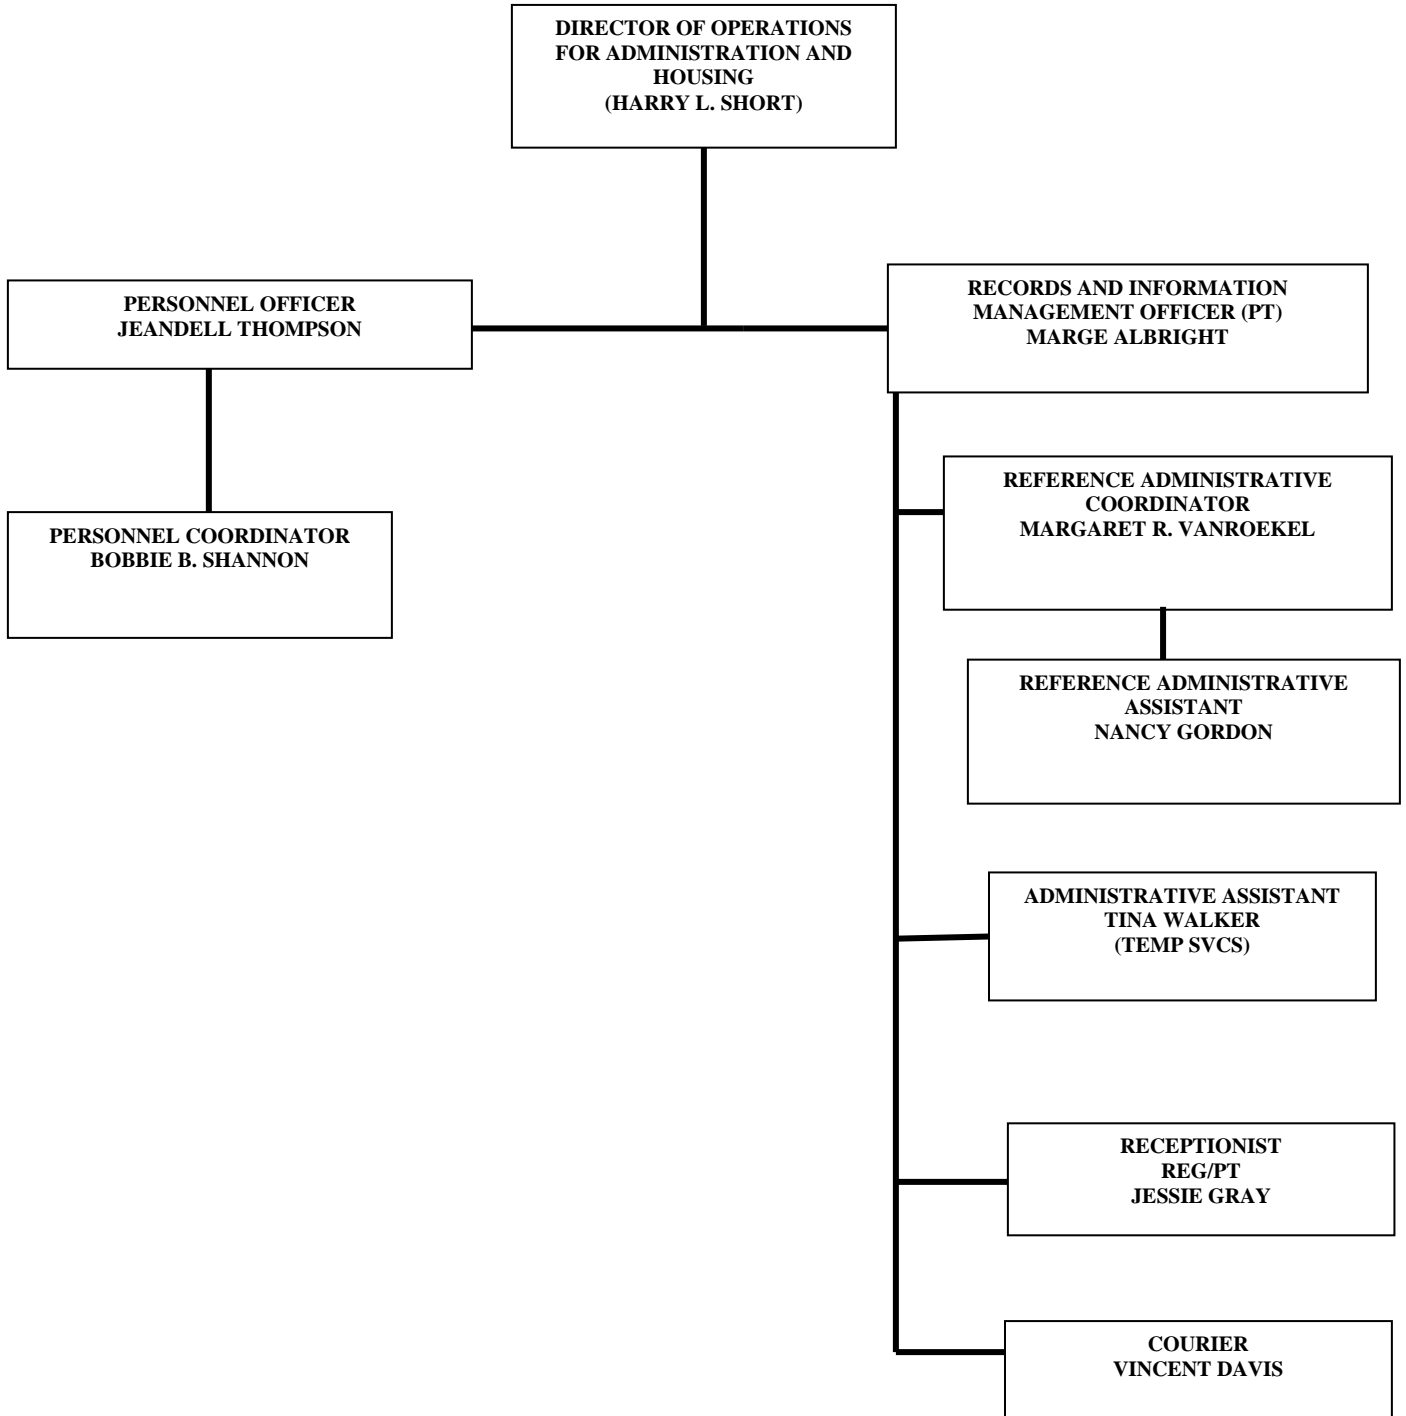 DIRECTOR OF OPERATIONS
FOR ADMINISTRATION AND
HOUSING
(HARRY L. SHORT)
PERSONNEL OFFICER
JEANDELL THOMPSON
RECORDS AND INFORMATION
MANAGEMENT OFFICER (PT)
MARGE ALBRIGHT
PERSONNEL COORDINATOR
BOBBIE B. SHANNON
REFERENCE ADMINISTRATIVE
COORDINATOR
MARGARET R. VANROEKEL
REFERENCE ADMINISTRATIVE
ASSISTANT
NANCY GORDON
ADMINISTRATIVE ASSISTANT
TINA WALKER
(TEMP SVCS)
RECEPTIONIST
REG/PT
JESSIE GRAY
COURIER
VINCENT DAVIS